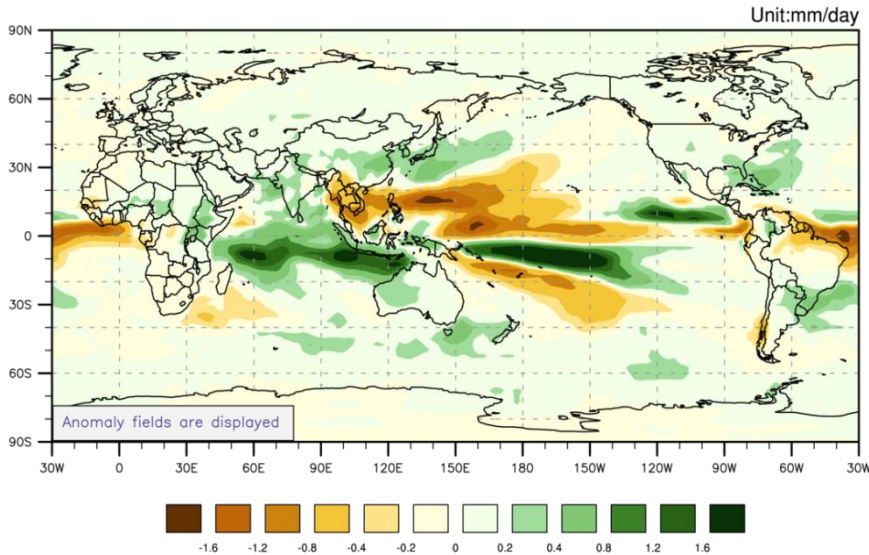 Unit:mm/day
90N
60N
30N
0
30S
60S
90S
Anomaly fields are displayed
30W 0 30E 60E 90E 120E 150E 180 150W 120W 90W 60W 30W
-1.6 -1.2 -0.8 -0.4 -0.2 0 0.2 0.4 0.8 1.2 1.6